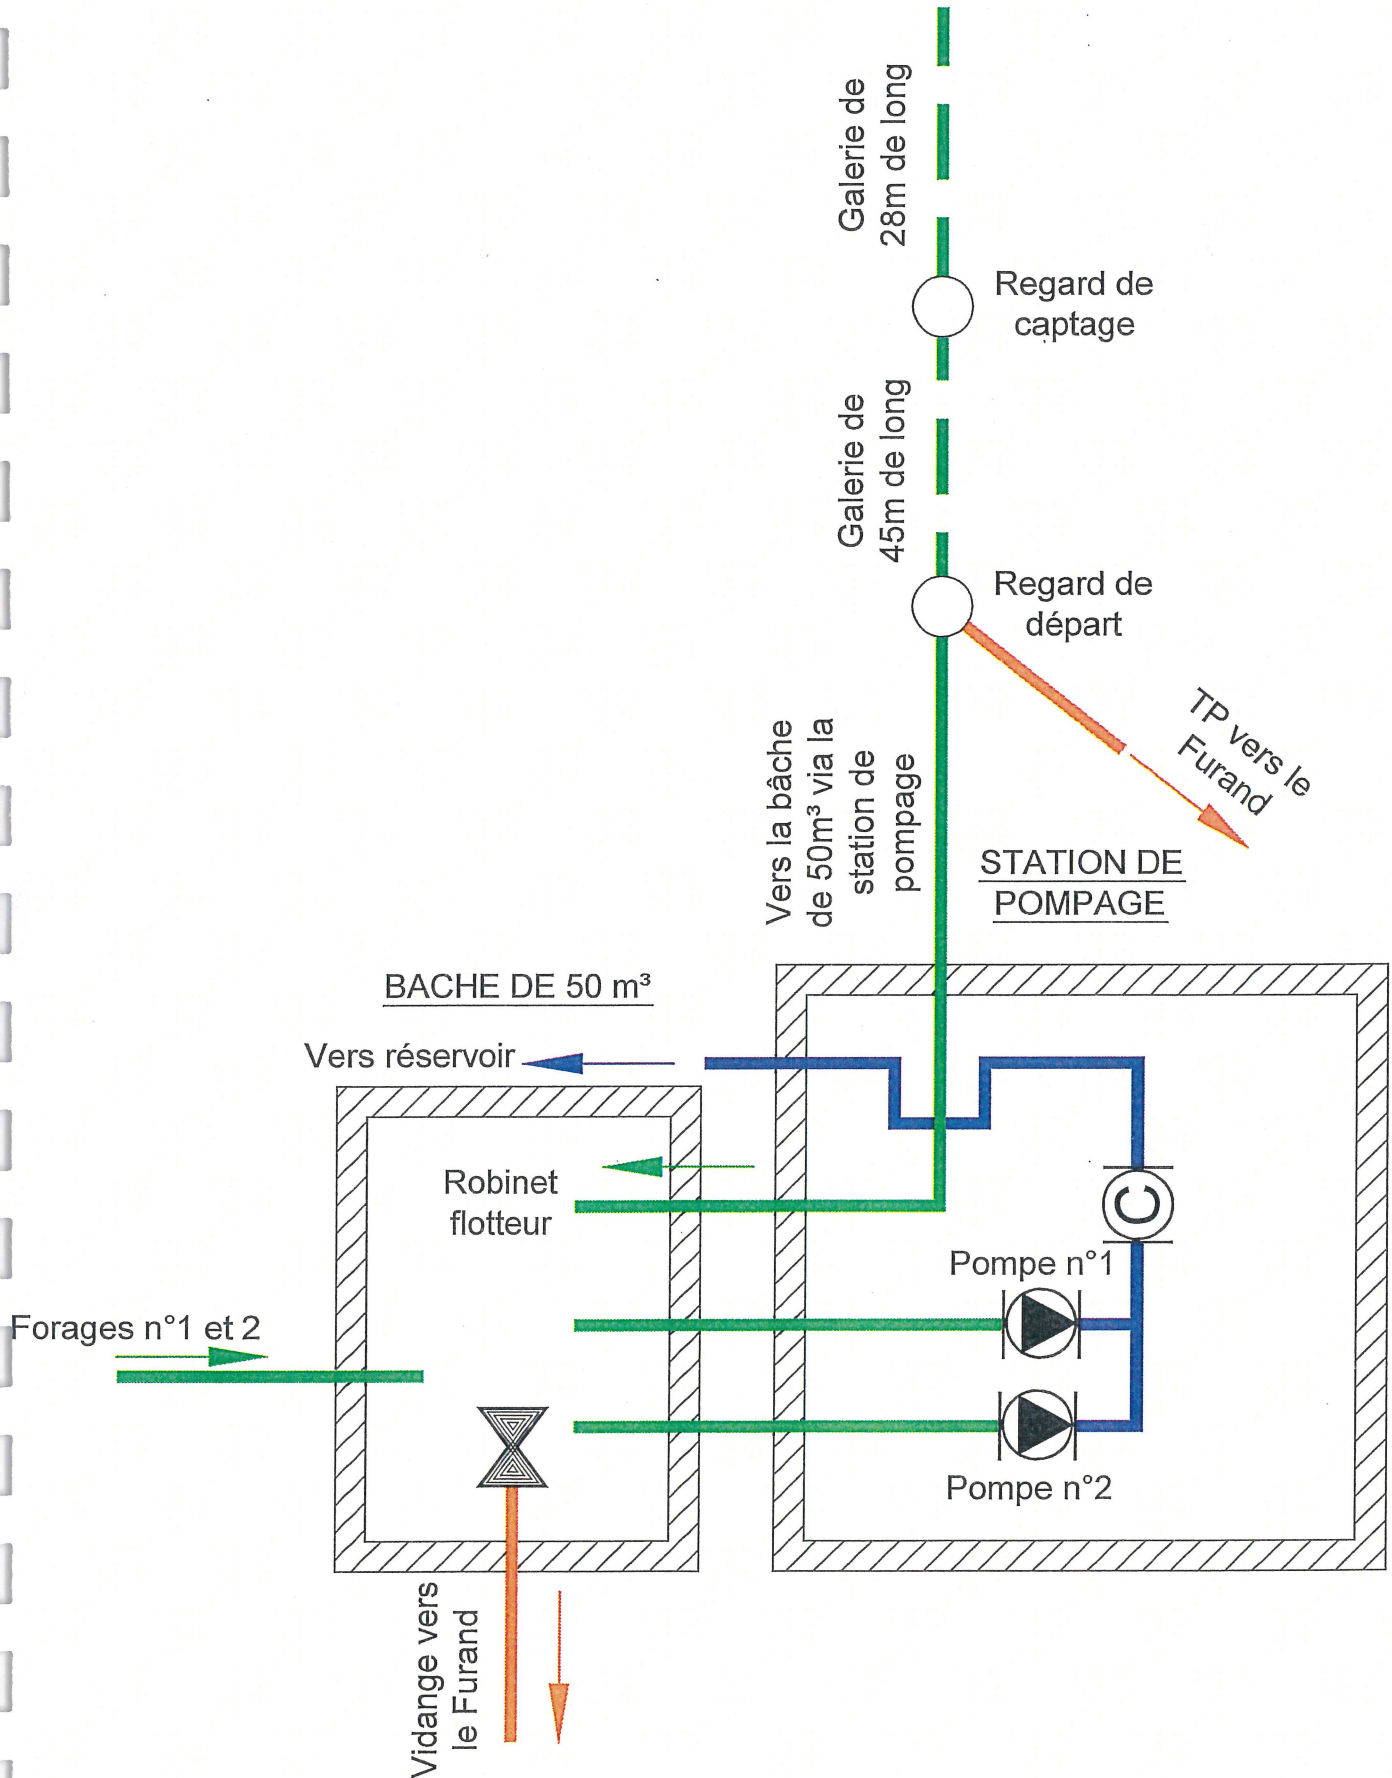 Galerie de
28m de long
Regard de
captage
Galerie de
45m de long
Regard de
départ
TP vers le
Furand
Vers la bâche
de 50m³ via la
station de
pompage
STATION DE
POMPAGE
BACHE DE 50 m³
Vers réservoir
Robinet
flotteur
C
Pompe n°1
Forages n°1 et 2
Pompe n°2
Vidange vers
le Furand